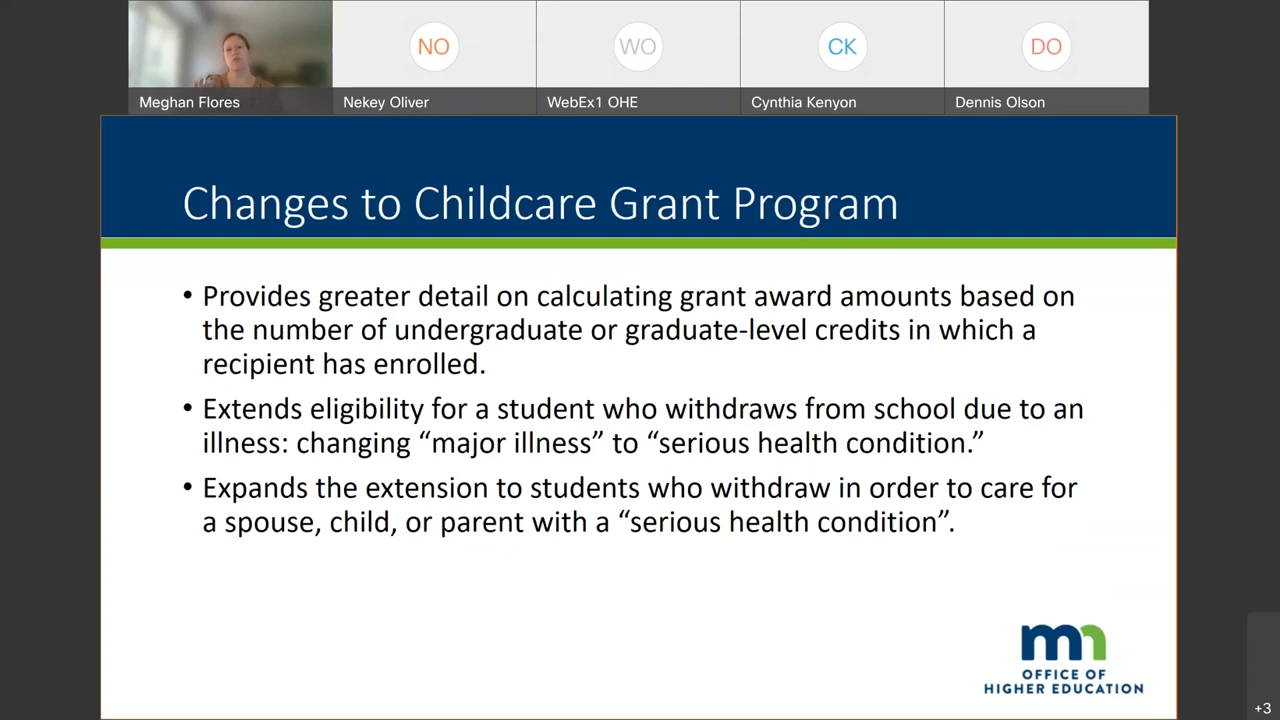 NO
WO
CK
DO
Meghan Flores
Nekey Oliver
WebEx1 OHE
Cynthia Kenyon
Dennis Olson
Changes to Childcare Grant Program
• Provides greater detail on calculating grant award amounts based on
the number of undergraduate or graduate-level credits in which a
recipient has enrolled.
• Extends eligibility for a student who withdraws from school due to an
illness: changing “major illness” to “serious health condition.”
• Expands the extension to students who withdraw in order to care for
a spouse, child, or parent with a “serious health condition”.
mn
OFFICE OF
HIGHER EDUCATION
+3